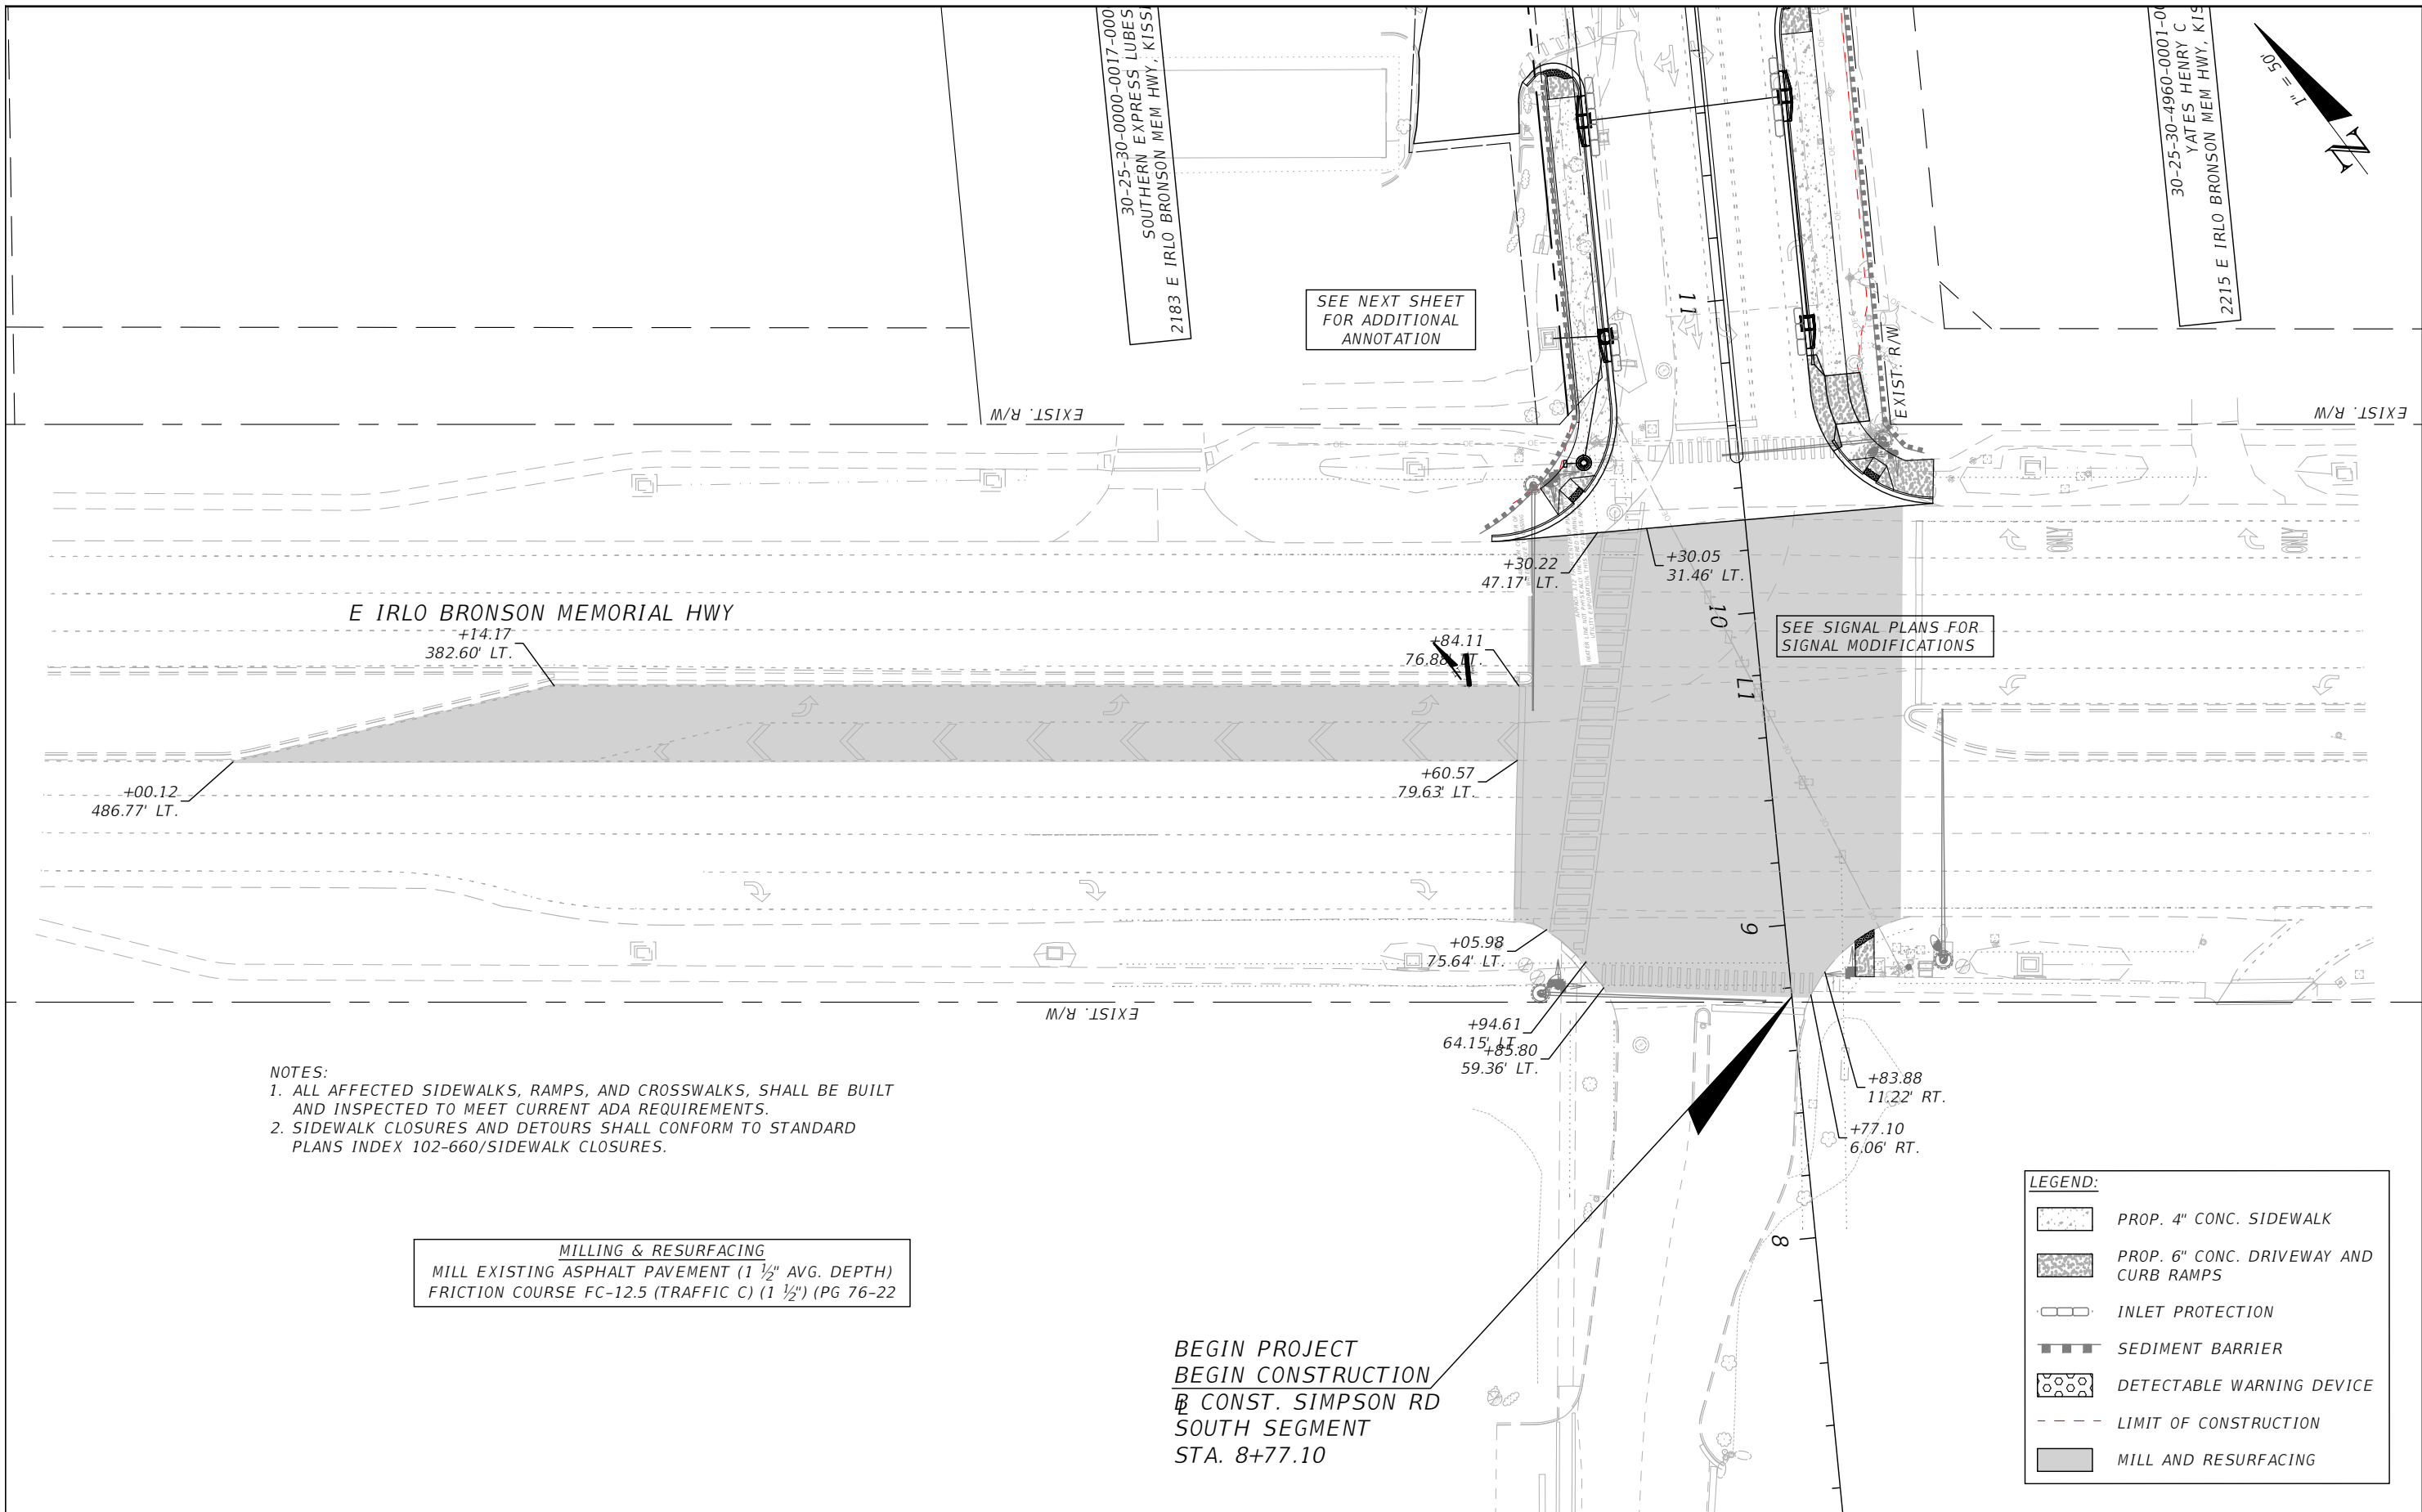 30-25-30-0000-0017-000
SOUTHERN EXPRESS LUBES
2183 E IRLO BRONSON MEM HWY, KISS
30-25-30-4960-0001-00
YATES HENRY C
2215 E IRLO BRONSON MEM HWY, KIS
1" = 50'
N
SEE NEXT SHEET
FOR ADDITIONAL
ANNOTATION
11
EXIST. R/W
EXIST. R/W
EXIST. R/W
ONLY
ONLY
+30.22
47.17' LT.
+30.05
31.46' LT.
10
E IRLO BRONSON MEMORIAL HWY
+14.17
382.60' LT.
+84.11
76.88' LT.
SEE SIGNAL PLANS FOR
SIGNAL MODIFICATIONS
L1
+00.12
486.77' LT.
+60.57
79.63' LT.
9
+05.98
75.64' LT.
EXIST. R/W
+94.61
64.15' LT.
+85.80
59.36' LT.
+83.88
11.22' RT.
+77.10
6.06' RT.
8
NOTES:
1. ALL AFFECTED SIDEWALKS, RAMPS, AND CROSSWALKS, SHALL BE BUILT
AND INSPECTED TO MEET CURRENT ADA REQUIREMENTS.
2. SIDEWALK CLOSURES AND DETOURS SHALL CONFORM TO STANDARD
PLANS INDEX 102-660/SIDEWALK CLOSURES.
MILLING & RESURFACING
MILL EXISTING ASPHALT PAVEMENT (1 ½" AVG. DEPTH)
FRICTION COURSE FC-12.5 (TRAFFIC C) (1 ½") (PG 76-22
BEGIN PROJECT
BEGIN CONSTRUCTION
BL CONST. SIMPSON RD
SOUTH SEGMENT
STA. 8+77.10
LEGEND:
PROP. 4" CONC. SIDEWALK
PROP. 6" CONC. DRIVEWAY AND
CURB RAMPS
INLET PROTECTION
SEDIMENT BARRIER
DETECTABLE WARNING DEVICE
LIMIT OF CONSTRUCTION
MILL AND RESURFACING